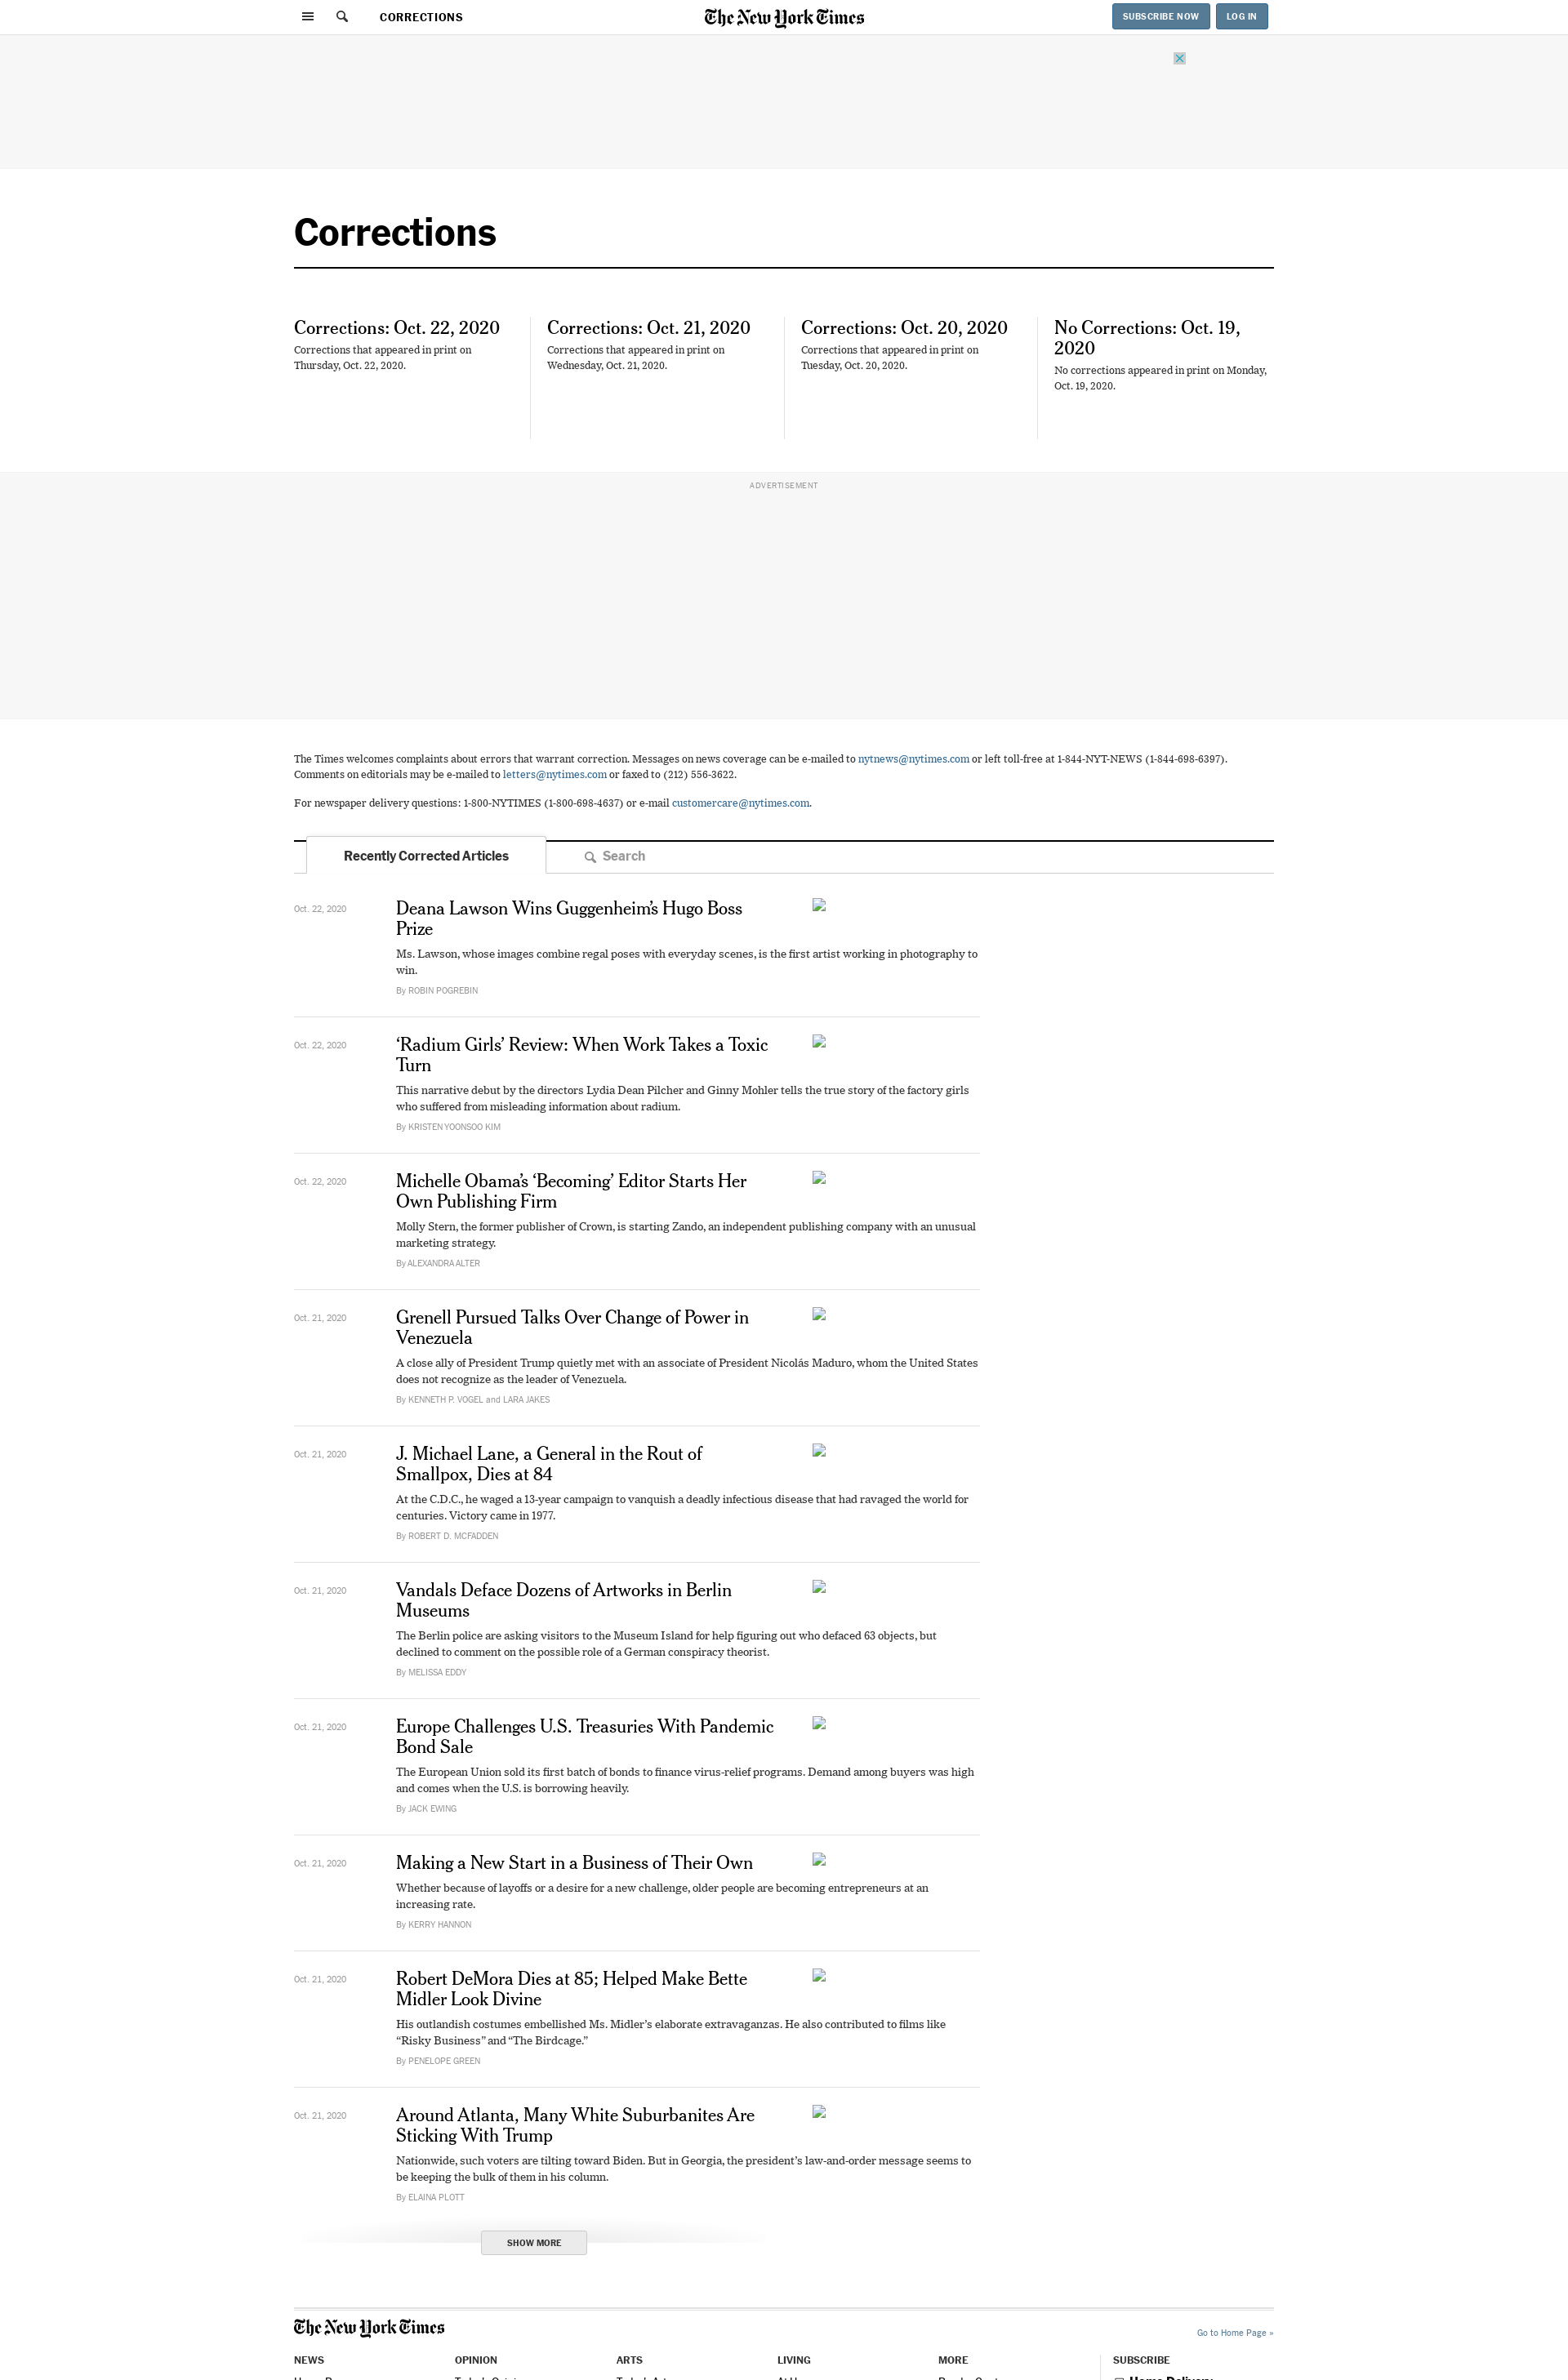 CORRECTIONS
The New York Times
SUBSCRIBE NOW
LOG IN
Corrections
Corrections: Oct. 22, 2020
Corrections that appeared in print on
Thursday, Oct. 22, 2020.
Corrections: Oct. 21, 2020
Corrections that appeared in print on
Wednesday, Oct. 21, 2020.
Corrections: Oct. 20, 2020
Corrections that appeared in print on
Tuesday, Oct. 20, 2020.
No Corrections: Oct. 19,
2020
No corrections appeared in print on Monday,
Oct. 19, 2020.
ADVERTISEMENT
The Times welcomes complaints about errors that warrant correction. Messages on news coverage can be e-mailed to nytnews@nytimes.com or left toll-free at 1-844-NYT-NEWS (1-844-698-6397).
Comments on editorials may be e-mailed to letters@nytimes.com or faxed to (212) 556-3622.
For newspaper delivery questions: 1-800-NYTIMES (1-800-698-4637) or e-mail customercare@nytimes.com.
Recently Corrected Articles
Search
Oct. 22, 2020
Deana Lawson Wins Guggenheim’s Hugo Boss
Prize
Ms. Lawson, whose images combine regal poses with everyday scenes, is the first artist working in photography to
win.
By ROBIN POGREBIN
Oct. 22, 2020
‘Radium Girls’ Review: When Work Takes a Toxic
Turn
This narrative debut by the directors Lydia Dean Pilcher and Ginny Mohler tells the true story of the factory girls
who suffered from misleading information about radium.
By KRISTEN YOONSOO KIM
Oct. 22, 2020
Michelle Obama’s ‘Becoming’ Editor Starts Her
Own Publishing Firm
Molly Stern, the former publisher of Crown, is starting Zando, an independent publishing company with an unusual
marketing strategy.
By ALEXANDRA ALTER
Oct. 21, 2020
Grenell Pursued Talks Over Change of Power in
Venezuela
A close ally of President Trump quietly met with an associate of President Nicolás Maduro, whom the United States
does not recognize as the leader of Venezuela.
By KENNETH P. VOGEL and LARA JAKES
Oct. 21, 2020
J. Michael Lane, a General in the Rout of
Smallpox, Dies at 84
At the C.D.C., he waged a 13-year campaign to vanquish a deadly infectious disease that had ravaged the world for
centuries. Victory came in 1977.
By ROBERT D. MCFADDEN
Oct. 21, 2020
Vandals Deface Dozens of Artworks in Berlin
Museums
The Berlin police are asking visitors to the Museum Island for help figuring out who defaced 63 objects, but
declined to comment on the possible role of a German conspiracy theorist.
By MELISSA EDDY
Oct. 21, 2020
Europe Challenges U.S. Treasuries With Pandemic
Bond Sale
The European Union sold its first batch of bonds to finance virus-relief programs. Demand among buyers was high
and comes when the U.S. is borrowing heavily.
By JACK EWING
Oct. 21, 2020
Making a New Start in a Business of Their Own
Whether because of layoffs or a desire for a new challenge, older people are becoming entrepreneurs at an
increasing rate.
By KERRY HANNON
Oct. 21, 2020
Robert DeMora Dies at 85; Helped Make Bette
Midler Look Divine
His outlandish costumes embellished Ms. Midler’s elaborate extravaganzas. He also contributed to films like
“Risky Business” and “The Birdcage.”
By PENELOPE GREEN
Oct. 21, 2020
Around Atlanta, Many White Suburbanites Are
Sticking With Trump
Nationwide, such voters are tilting toward Biden. But in Georgia, the president’s law-and-order message seems to
be keeping the bulk of them in his column.
By ELAINA PLOTT
SHOW MORE
The New York Times
Go to Home Page »
NEWS
OPINION
ARTS
LIVING
MORE
SUBSCRIBE